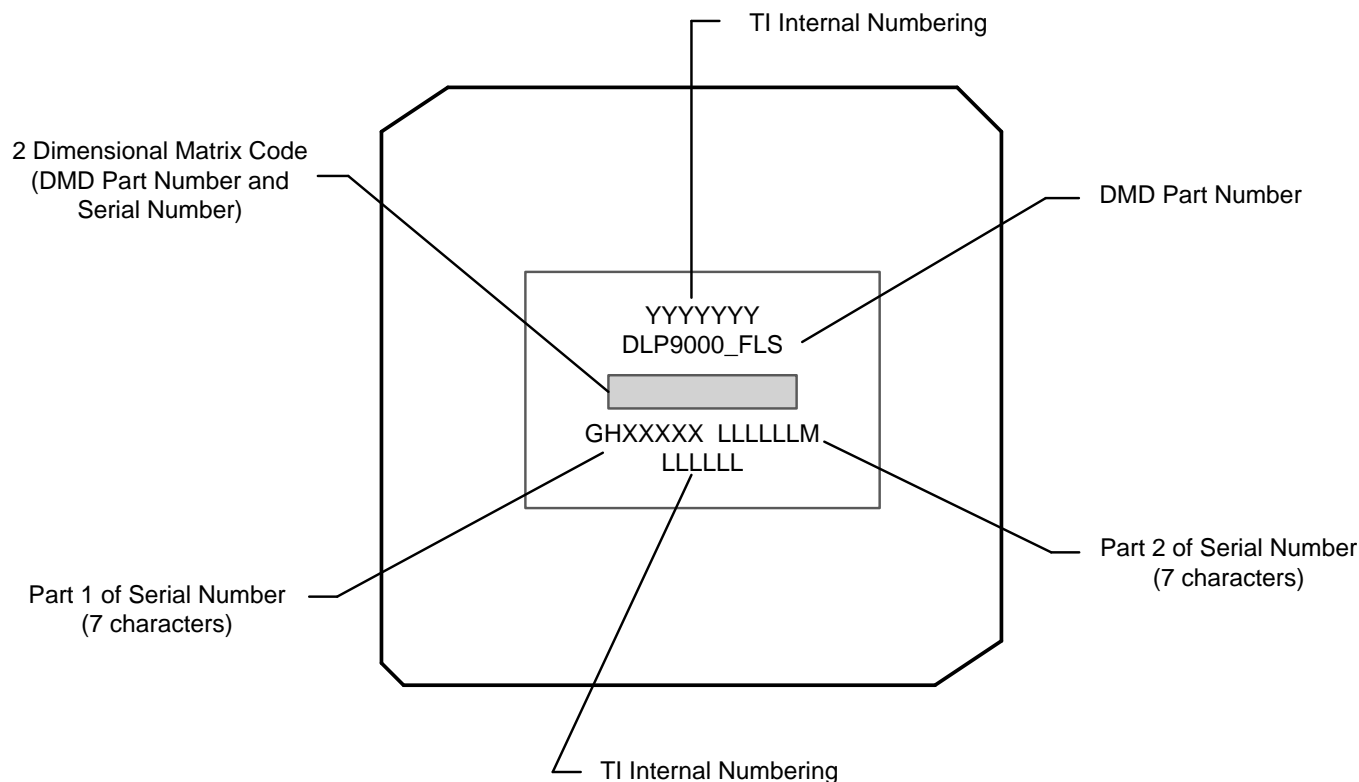 TI Internal Numbering
2 Dimensional Matrix Code
(DMD Part Number and
Serial Number)
DMD Part Number
YYYYYYY
DLP9000_FLS
GHXXXXX LLLLLLM
LLLLLL
Part 2 of Serial Number
(7 characters)
Part 1 of Serial Number
(7 characters)
TI Internal Numbering